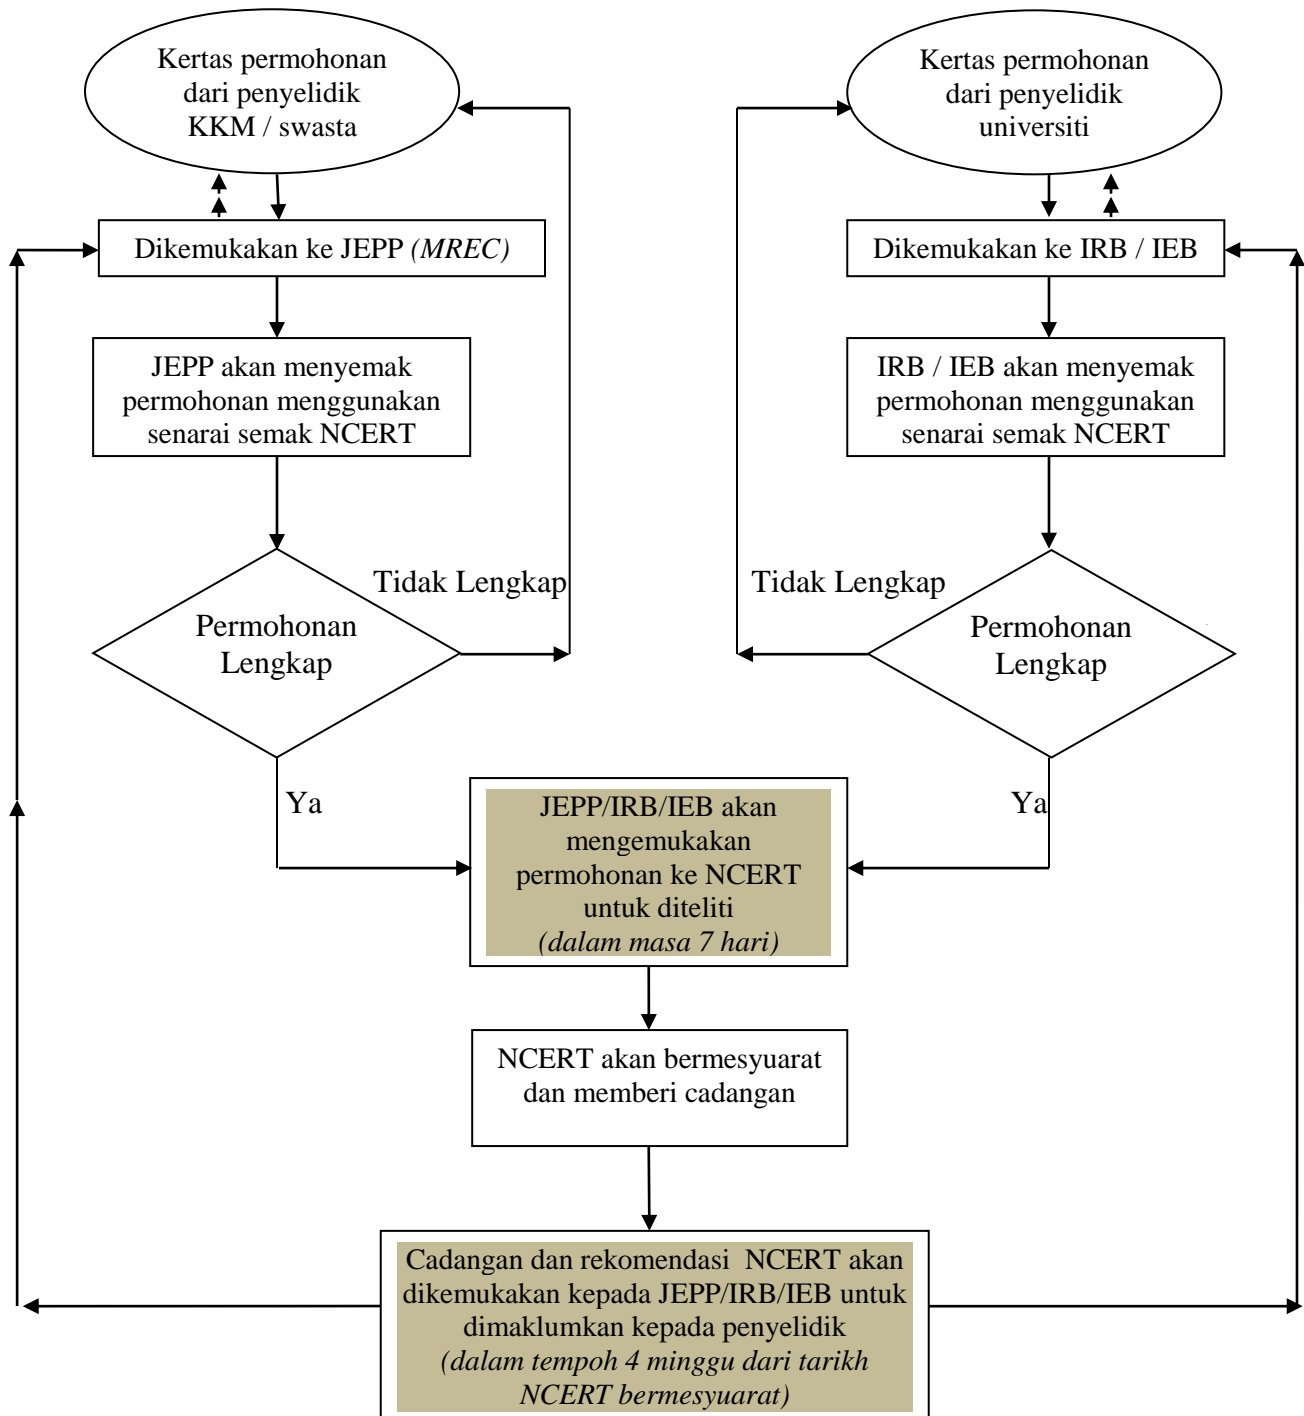 Kertas permohonan
dari penyelidik
KKM / swasta
Kertas permohonan
dari penyelidik
universiti
Dikemukakan ke JEPP (MREC)
Dikemukakan ke IRB / IEB
JEPP akan menyemak
permohonan menggunakan
senarai semak NCERT
IRB / IEB akan menyemak
permohonan menggunakan
senarai semak NCERT
Tidak Lengkap
Tidak Lengkap
Permohonan
Lengkap
Permohonan
Lengkap
Ya
Ya
JEPP/IRB/IEB akan
mengemukakan
permohonan ke NCERT
untuk diteliti
(dalam masa 7 hari)
NCERT akan bermesyuarat
dan memberi cadangan
Cadangan dan rekomendasi NCERT akan
dikemukakan kepada JEPP/IRB/IEB untuk
dimaklumkan kepada penyelidik
(dalam tempoh 4 minggu dari tarikh
NCERT bermesyuarat)